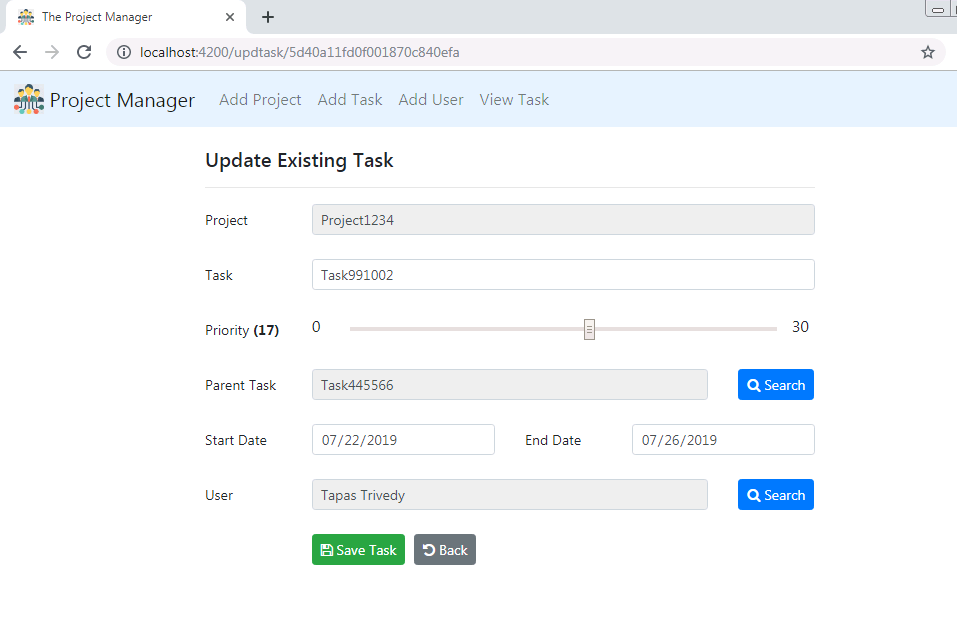 The Project Manager
localhost:4200/updtask/5d40a11fd0f001870c840efa
Project Manager Add Project Add Task Add User View Task
Update Existing Task
Project Project1234
Task Task991002
Priority (17) 0 30
Parent Task Task445566 Search
Start Date 07/22/2019 End Date 07/26/2019
User Tapas Trivedy Search
Save Task Back